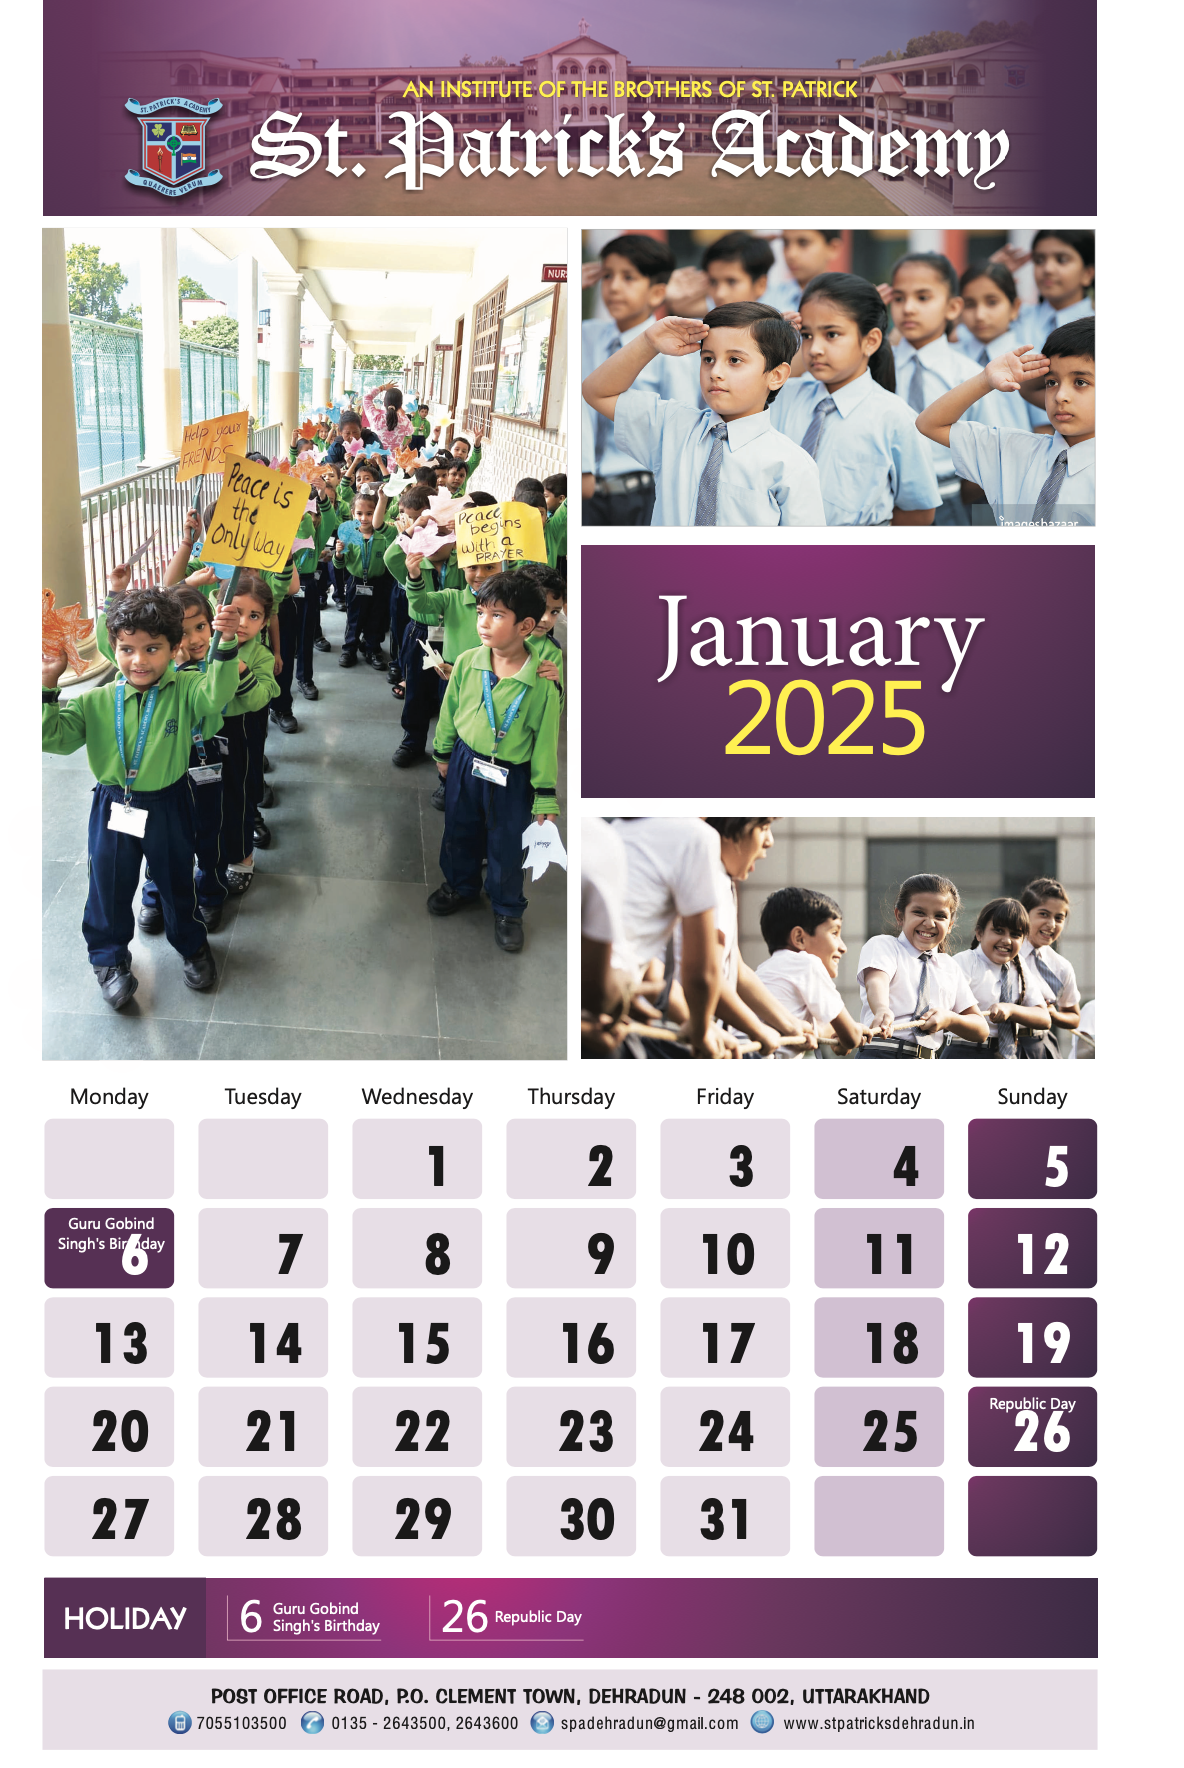 AN INSTITUTE OF THE BROTHERS OF ST. PATRICK
ST. PATRICK'S ACADEMY
QUAERERE VERUM
St. Patrick's Academy
NUR
Help your
FRIENDS
Peace is
the
Only way
Peace
begins
with a
PRAYER
imagesbazaar
January
2025
Monday Tuesday Wednesday Thursday Friday Saturday Sunday
1 2 3 4 5
Guru Gobind
Singh's Birthday
6 7 8 9 10 11 12
13 14 15 16 17 18 19
Republic Day
20 21 22 23 24 25 26
27 28 29 30 31
HOLIDAY
6 Guru Gobind
Singh's Birthday
26 Republic Day
POST OFFICE ROAD, P.O. CLEMENT TOWN, DEHRADUN - 248 002, UTTARAKHAND
7055103500 0135 - 2643500, 2643600 spadehradun@gmail.com www.stpatricksdehradun.in